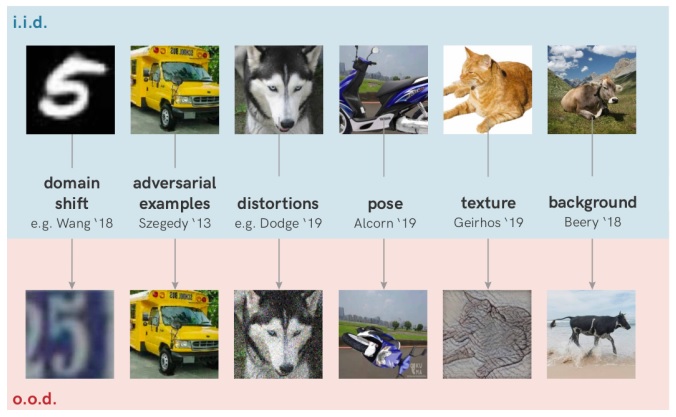 i.i.d.
domain
shift
e.g. Wang '18
adversarial
examples
Szegedy '13
distortions
e.g. Dodge '19
pose
Alcorn '19
texture
Geirhos '19
background
Beery '18
o.o.d.